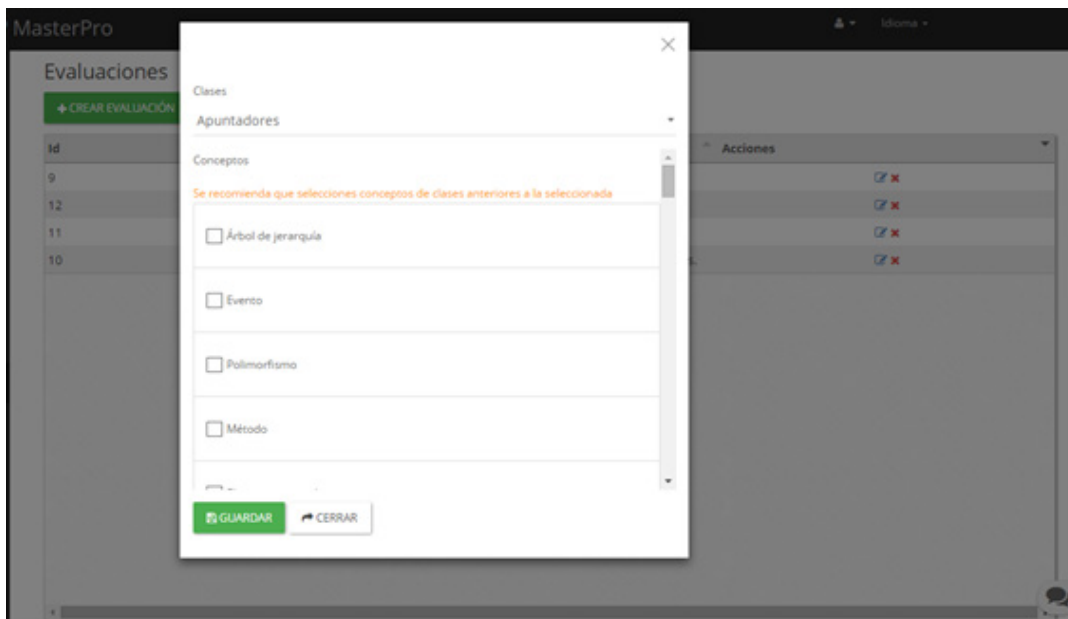 MasterPro
Idioma
Evaluaciones
CREAR EVALUACIÓN
Id
Acciones
9
12
11
10
s.
Clases
Apuntadores
Conceptos
Se recomienda que selecciones conceptos de clases anteriores a la seleccionada
Árbol de jerarquía
Evento
Polimorfismo
Método
GUARDAR
CERRAR